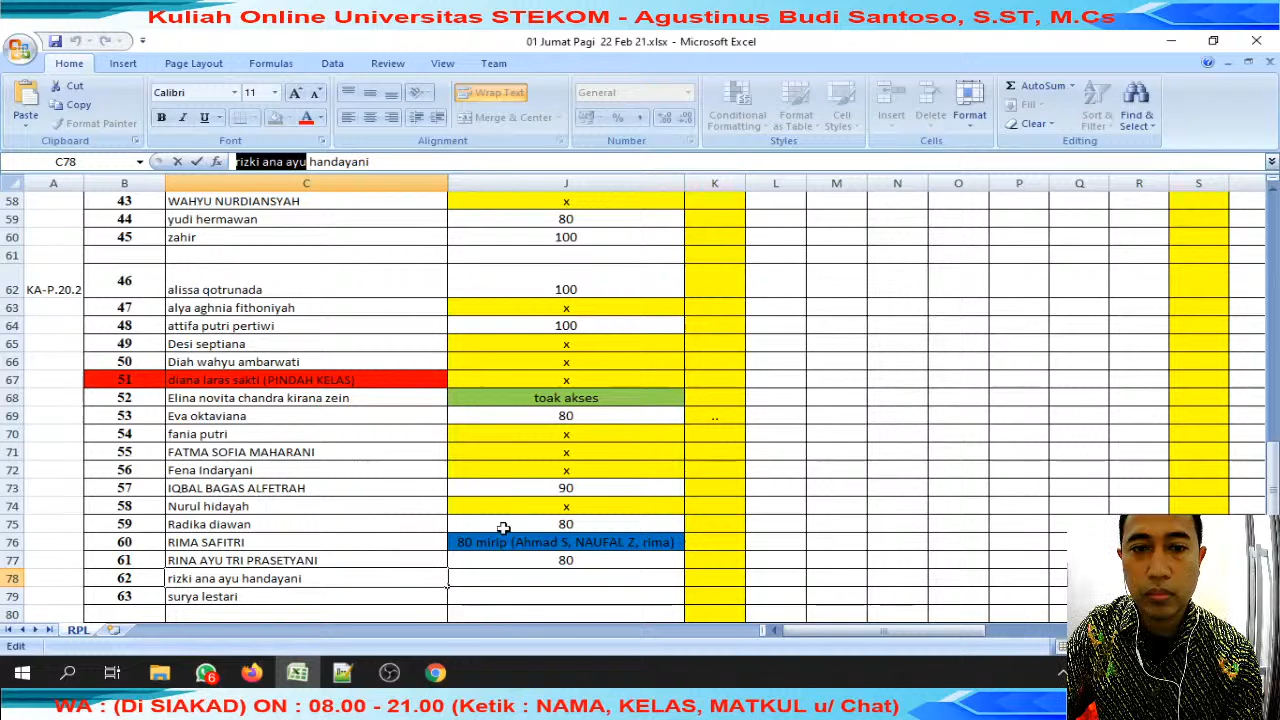 Kuliah Online Universitas STEKOM - Agustinus Budi Santoso, S.ST, M.Cs
01 Jumat Pagi 22 Feb 21.xlsx - Microsoft Excel
Home Insert Page Layout Formulas Data Review View Team
Paste Cut Copy Format Painter Clipboard
Calibri 11 B I U Font
Wrap Text Merge & Center Alignment
General % , Number
Conditional Formatting Format as Table Cell Styles Styles
Insert Delete Format Cells
Σ AutoSum Fill Clear Sort & Filter Find & Select Editing
C78 fx rizki ana ayu handayani
A B C J K L M N O P Q R S
58 43 WAHYU NURDIANSYAH x
59 44 yudi hermawan 80
60 45 zahir 100
61
62 KA-P.20.2 46 alissa qotrunada 100
63 47 alya aghnia fithoniyah x
64 48 attifa putri pertiwi 100
65 49 Desi septiana x
66 50 Diah wahyu ambarwati x
67 51 diana laras sakti (PINDAH KELAS) x
68 52 Elina novita chandra kirana zein toak akses
69 53 Eva oktaviana 80 ..
70 54 fania putri x
71 55 FATMA SOFIA MAHARANI x
72 56 Fena Indaryani x
73 57 IQBAL BAGAS ALFETRAH 90
74 58 Nurul hidayah x
75 59 Radika diawan 80
76 60 RIMA SAFITRI 80 mirip (Ahmad S, NAUFAL Z, rima)
77 61 RINA AYU TRI PRASETYANI 80
78 62 rizki ana ayu handayani
79 63 surya lestari
80
RPL
Edit
6
WA : (Di SIAKAD) ON : 08.00 - 21.00 (Ketik : NAMA, KELAS, MATKUL u/ Chat)